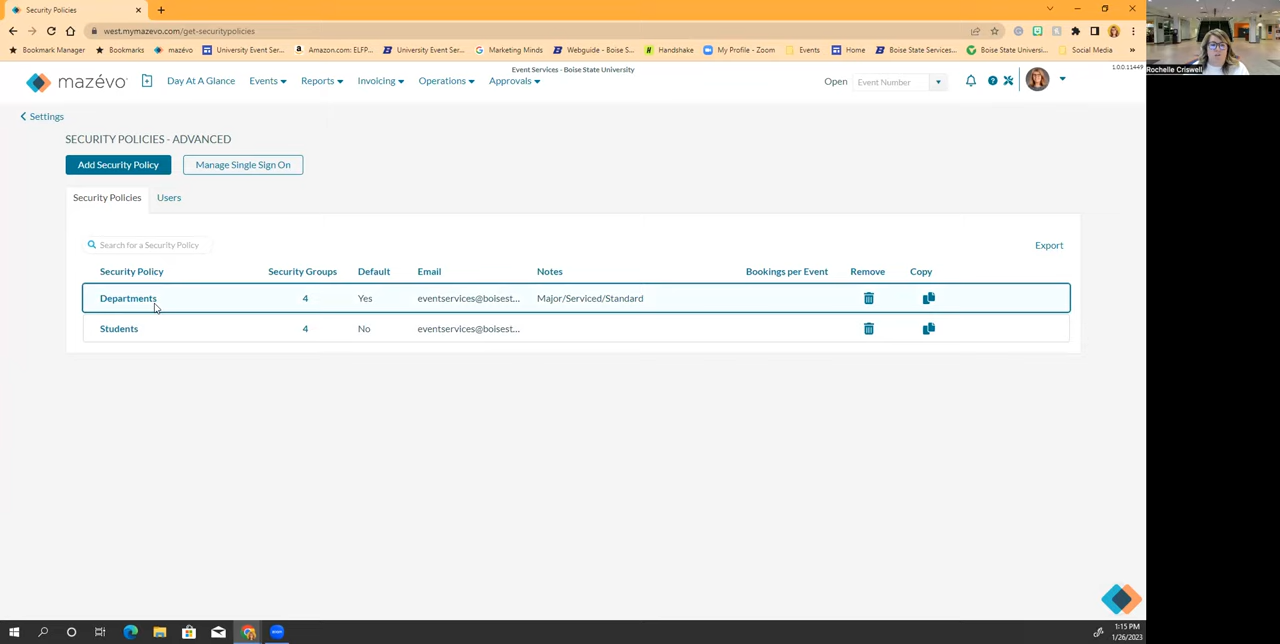 Security Policies
west.mymazevo.com/get-securitypolicies
Bookmark Manager Bookmarks mazévo University Event Ser... Amazon.com: ELFP... University Event Ser... Marketing Minds Webguide - Boise S... Handshake My Profile - Zoom Events Home Boise State Services... Boise State Universi... Social Media »
Rochelle Criswell
Event Services - Boise State University
1.0.0.11449
mazévo Day At A Glance Events Reports Invoicing Operations Approvals Open Event Number
Settings
SECURITY POLICIES - ADVANCED
Add Security Policy Manage Single Sign On
Security Policies Users
Search for a Security Policy Export
Security Policy Security Groups Default Email Notes Bookings per Event Remove Copy
Departments 4 Yes eventservices@boisest... Major/Serviced/Standard
Students 4 No eventservices@boisest...
1:15 PM
1/26/2023